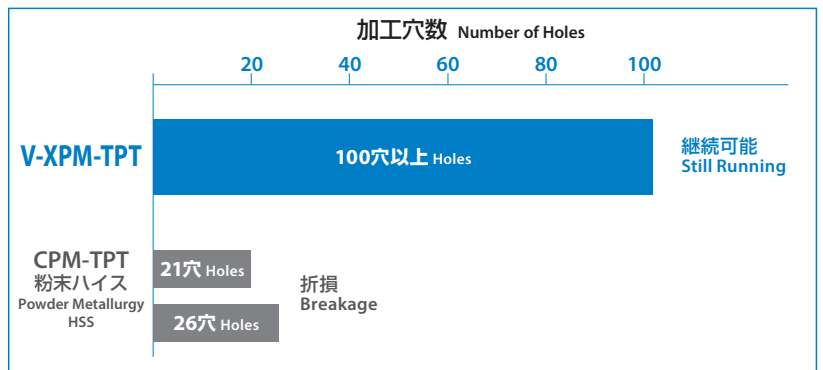 加工穴数 Number of Holes
20 40 60 80 100
V-XPM-TPT
100穴以上 Holes
継続可能
Still Running
CPM-TPT
粉末ハイス
Powder Metallurgy
HSS
21穴 Holes
26穴 Holes
折損
Breakage